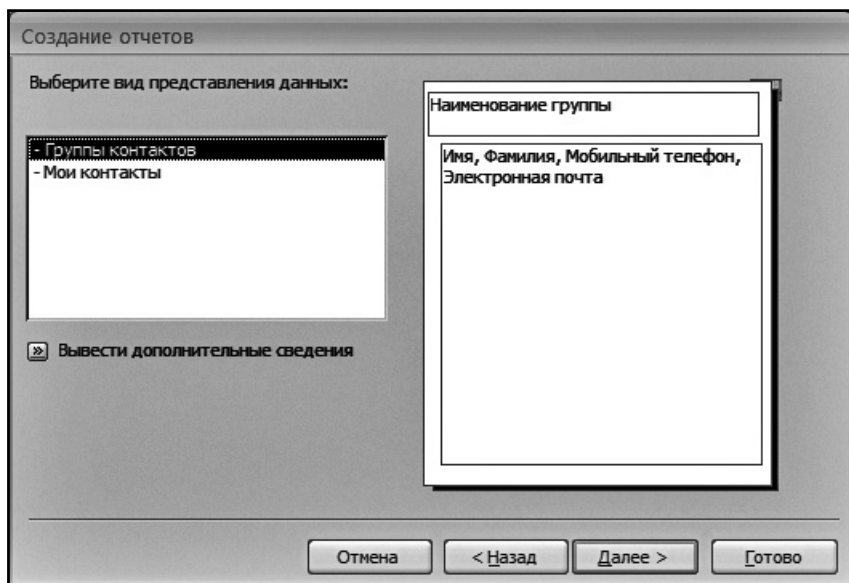 Создание отчетов
Выберите вид представления данных:
- Группы контактов
- Мои контакты
Вывести дополнительные сведения
Наименование группы
Имя, Фамилия, Мобильный телефон,
Электронная почта
Отмена
< Назад
Далее >
Готово